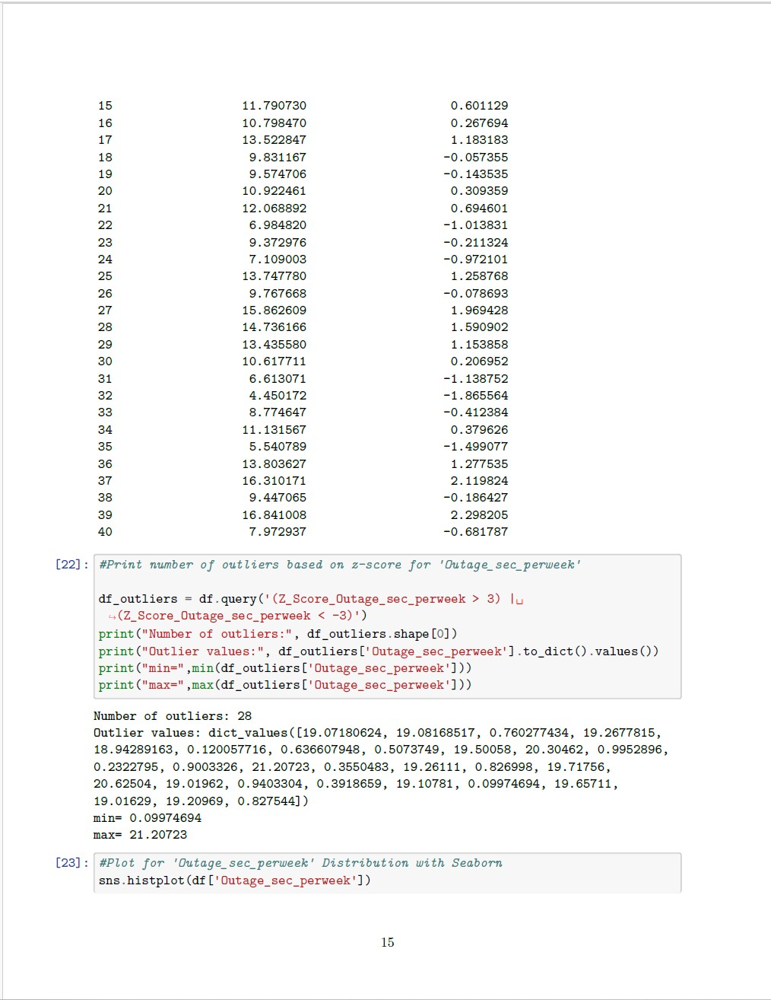 15 11.790730 0.601129
16 10.798470 0.267694
17 13.522847 1.183183
18 9.831167 -0.057355
19 9.574706 -0.143535
20 10.922461 0.309359
21 12.068892 0.694601
22 6.984820 -1.013831
23 9.372976 -0.211324
24 7.109003 -0.972101
25 13.747780 1.258768
26 9.767668 -0.078693
27 15.862609 1.969428
28 14.736166 1.590902
29 13.435580 1.153858
30 10.617711 0.206952
31 6.613071 -1.138752
32 4.450172 -1.865564
33 8.774647 -0.412384
34 11.131567 0.379626
35 5.540789 -1.499077
36 13.803627 1.277535
37 16.310171 2.119824
38 9.447065 -0.186427
39 16.841008 2.298205
40 7.972937 -0.681787
[22]: #Print number of outliers based on z-score for 'Outage_sec_perweek'
df_outliers = df.query('(Z_Score_Outage_sec_perweek > 3) |␣
↪(Z_Score_Outage_sec_perweek < -3)')
print("Number of outliers:", df_outliers.shape[0])
print("Outlier values:", df_outliers['Outage_sec_perweek'].to_dict().values())
print("min=",min(df_outliers['Outage_sec_perweek']))
print("max=",max(df_outliers['Outage_sec_perweek']))
Number of outliers: 28
Outlier values: dict_values([19.07180624, 19.08168517, 0.760277434, 19.2677815,
18.94289163, 0.120057716, 0.636607948, 0.5073749, 19.50058, 20.30462, 0.9952896,
0.2322795, 0.9003326, 21.20723, 0.3550483, 19.26111, 0.826998, 19.71756,
20.62504, 19.01962, 0.9403304, 0.3918659, 19.10781, 0.09974694, 19.65711,
19.01629, 19.20969, 0.827544])
min= 0.09974694
max= 21.20723
[23]: #Plot for 'Outage_sec_perweek' Distribution with Seaborn
sns.histplot(df['Outage_sec_perweek'])
15